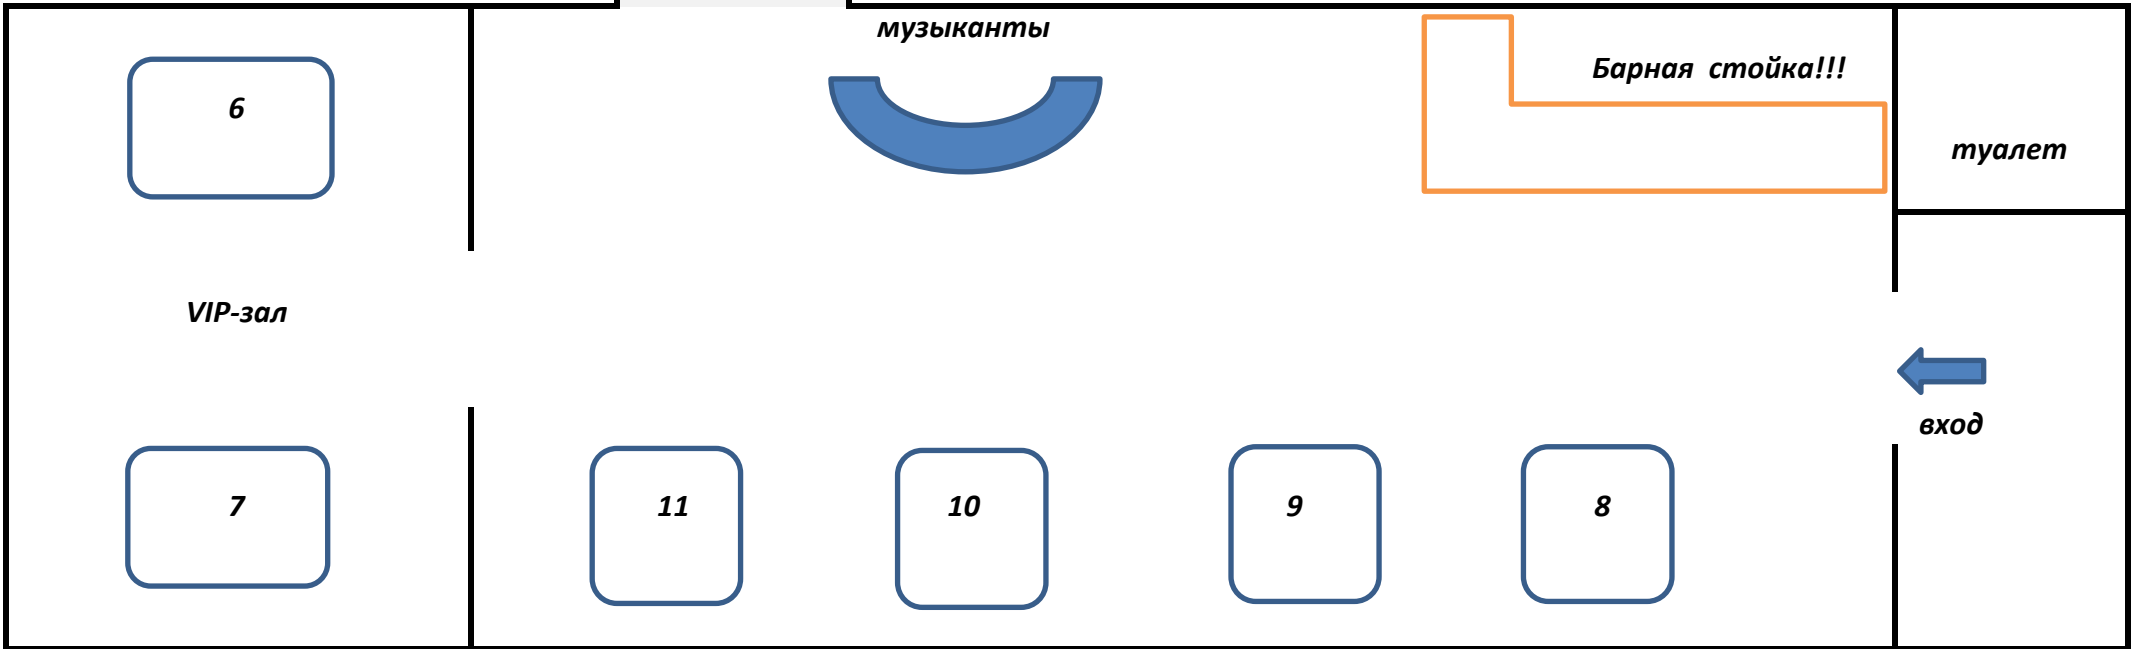 музыканты
Барная стойка!!!
6
туалет
VIP-зал
вход
7
11
10
9
8